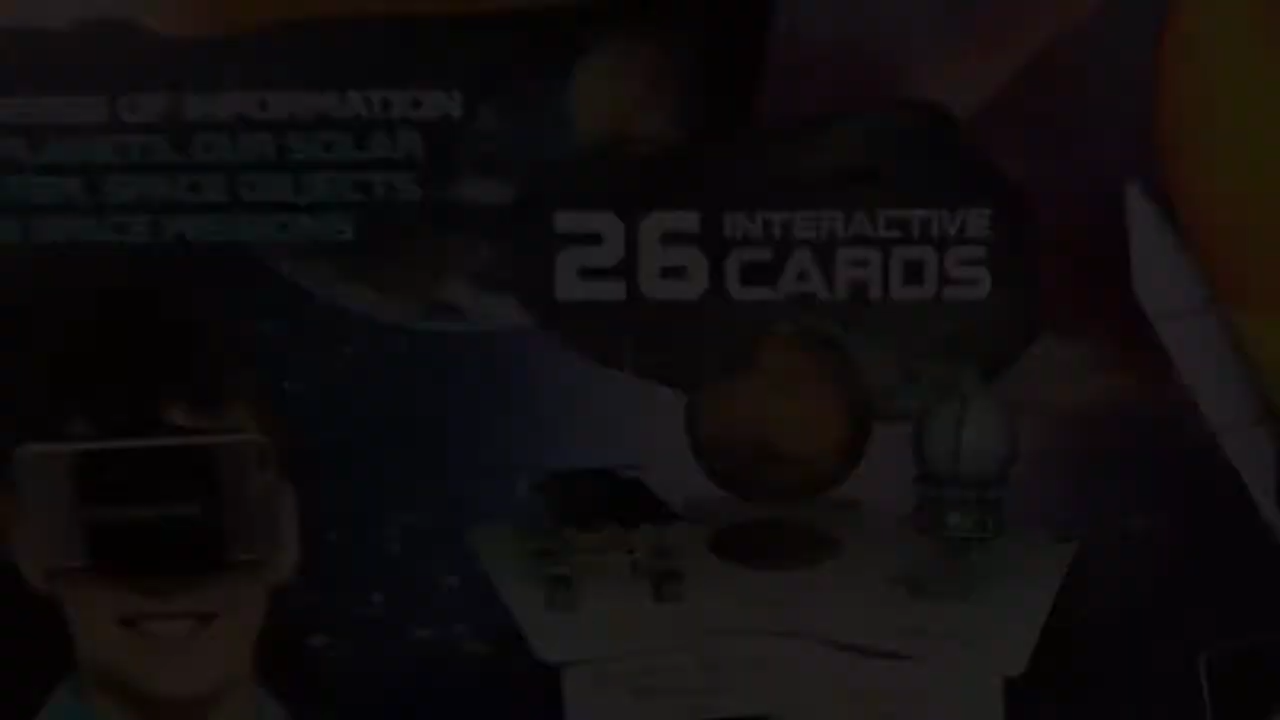 OF INFORMATION
PLANETS, OUR SOLAR
SPACE OBJECTS
SPACE MISSIONS
26 INTERACTIVE
CARDS